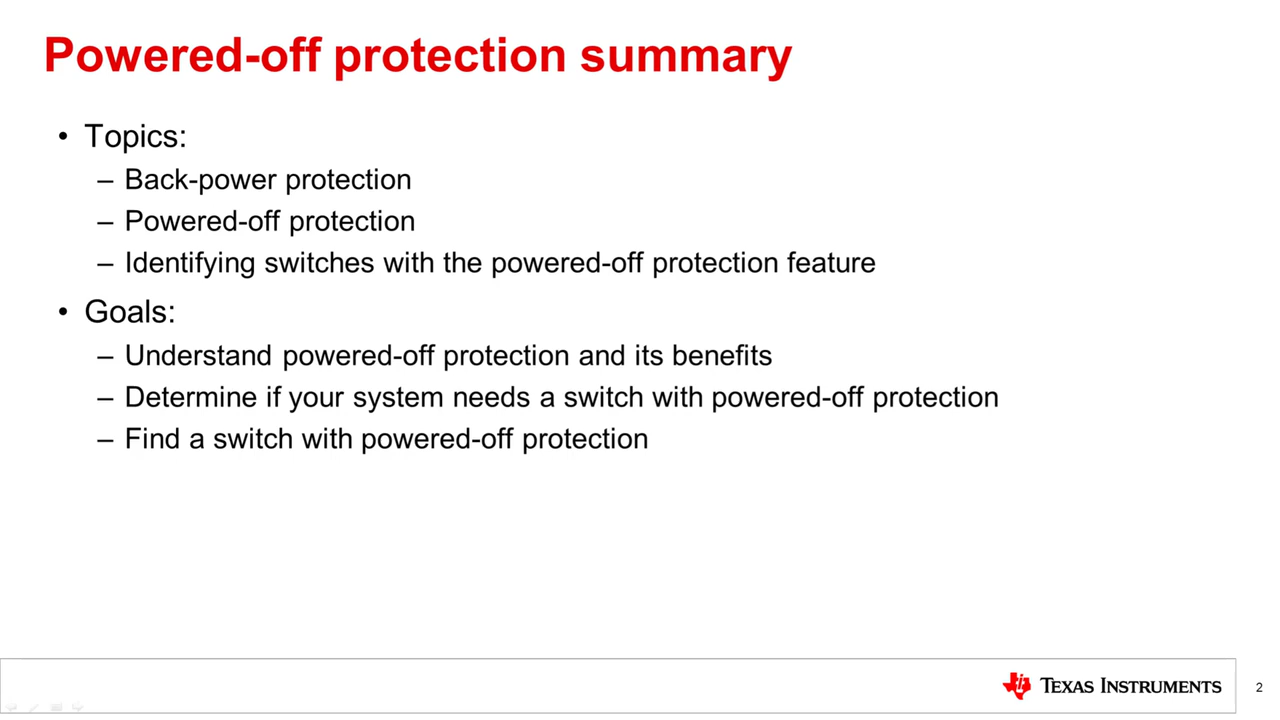 Powered-off protection summary
• Topics:
– Back-power protection
– Powered-off protection
– Identifying switches with the powered-off protection feature
• Goals:
– Understand powered-off protection and its benefits
– Determine if your system needs a switch with powered-off protection
– Find a switch with powered-off protection
TEXAS INSTRUMENTS
2